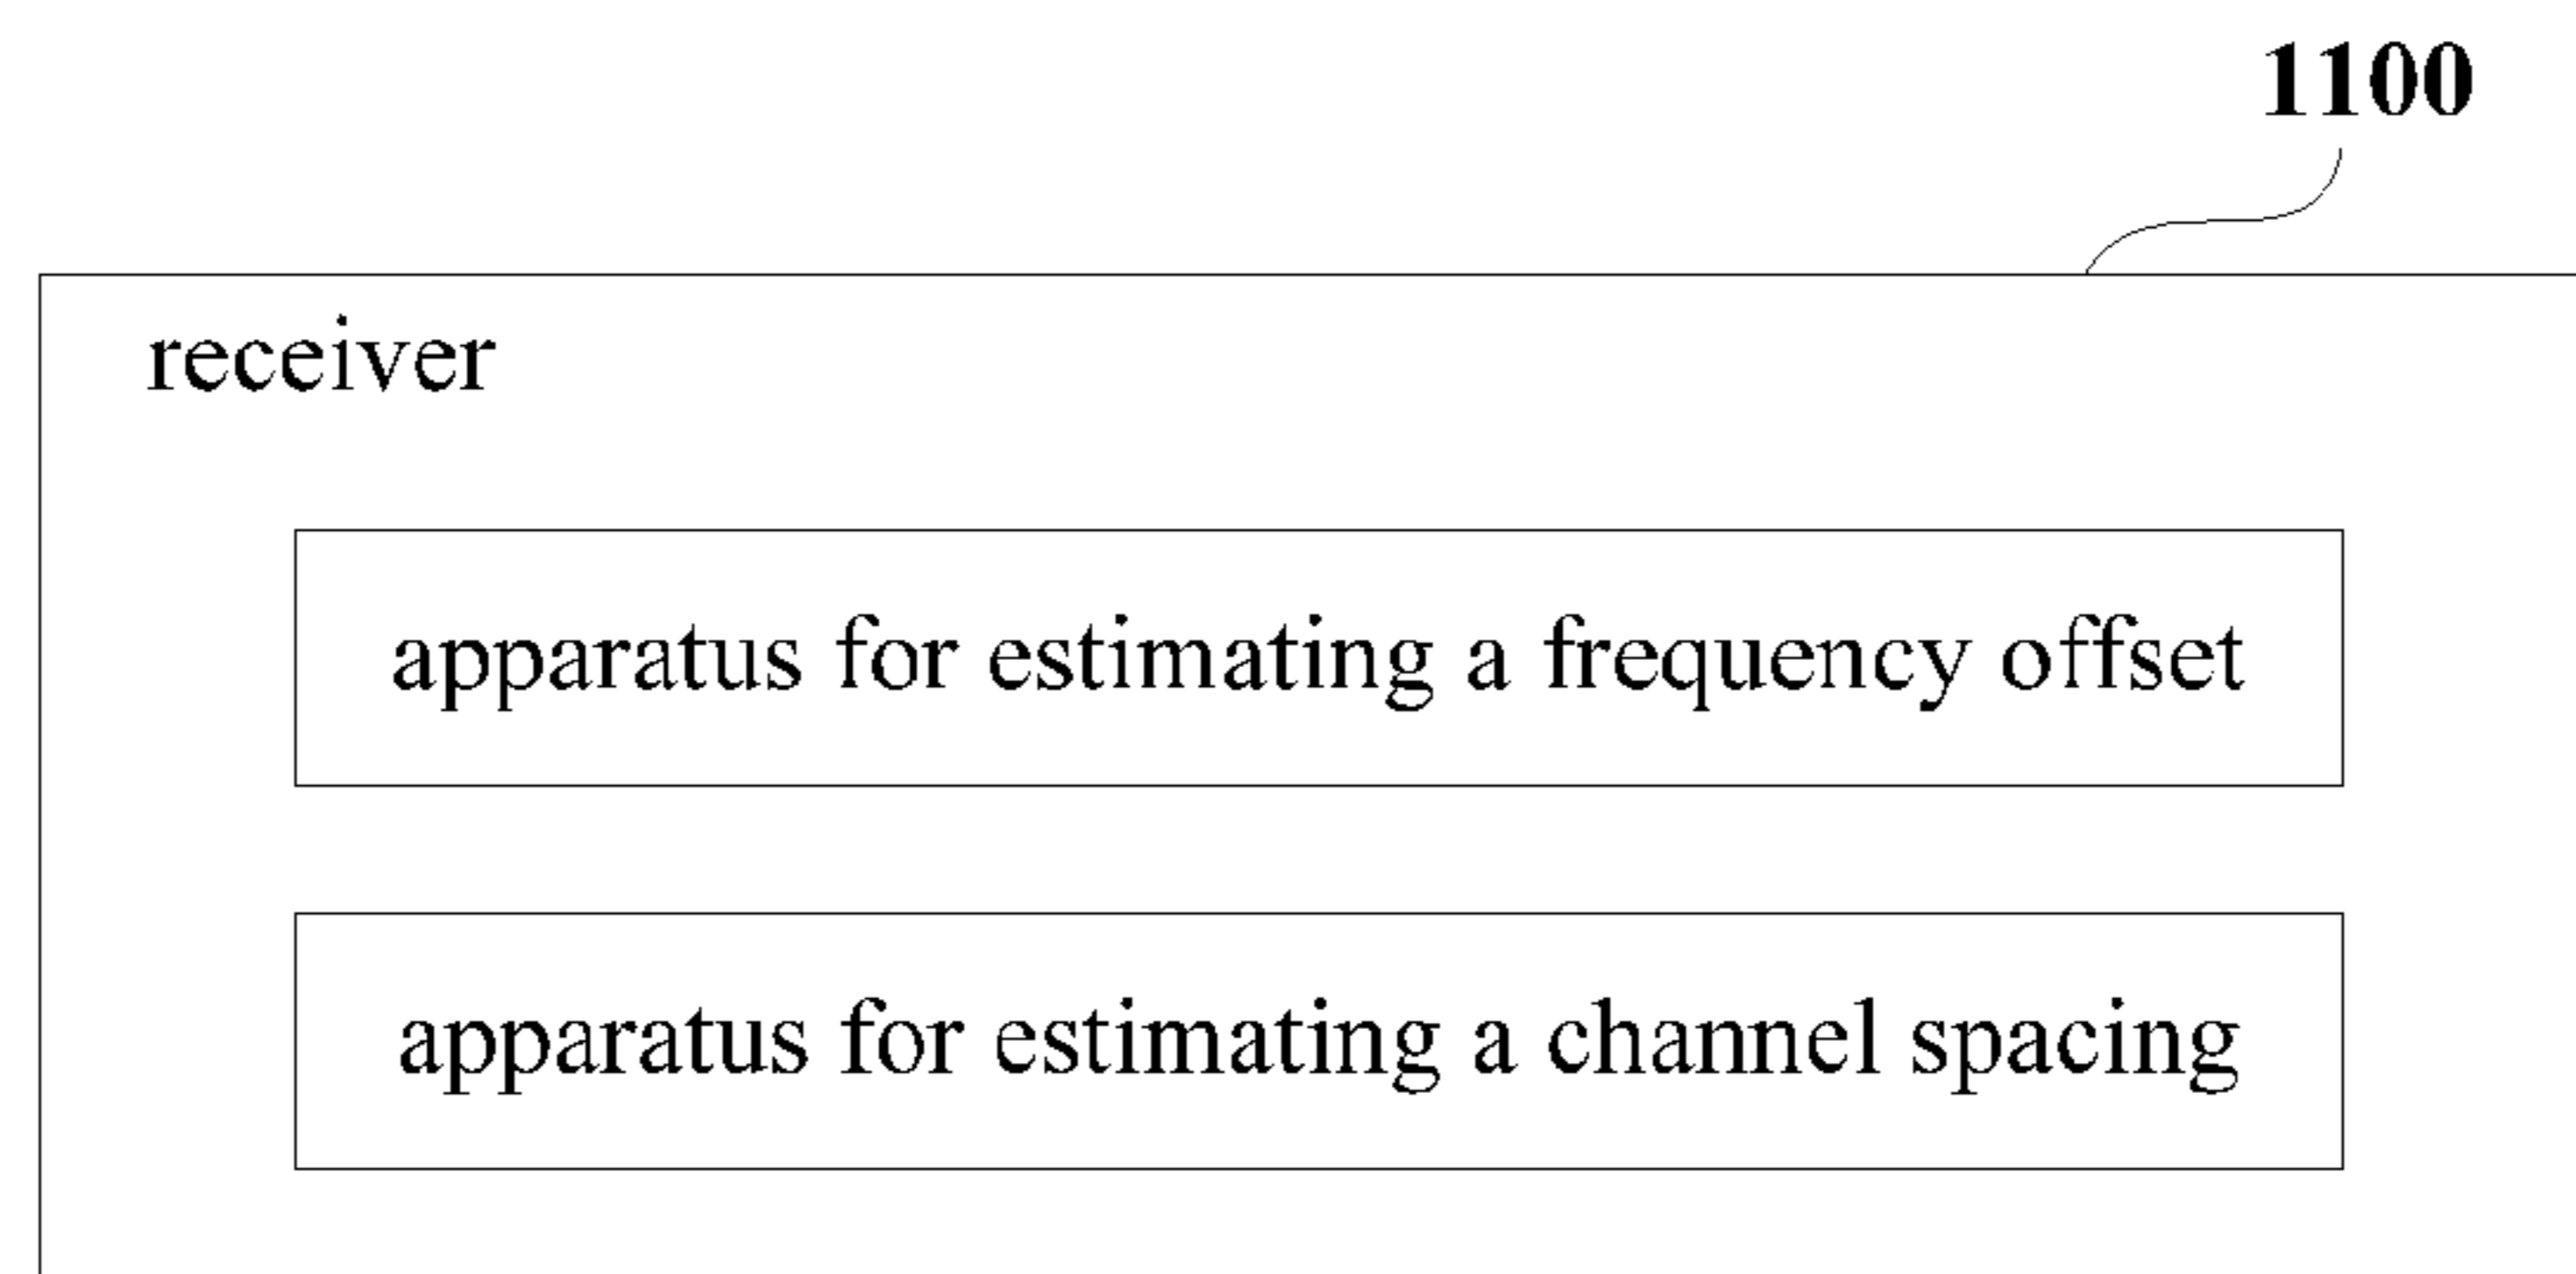 1100
receiver
apparatus for estimating a frequency offset
apparatus for estimating a channel spacing